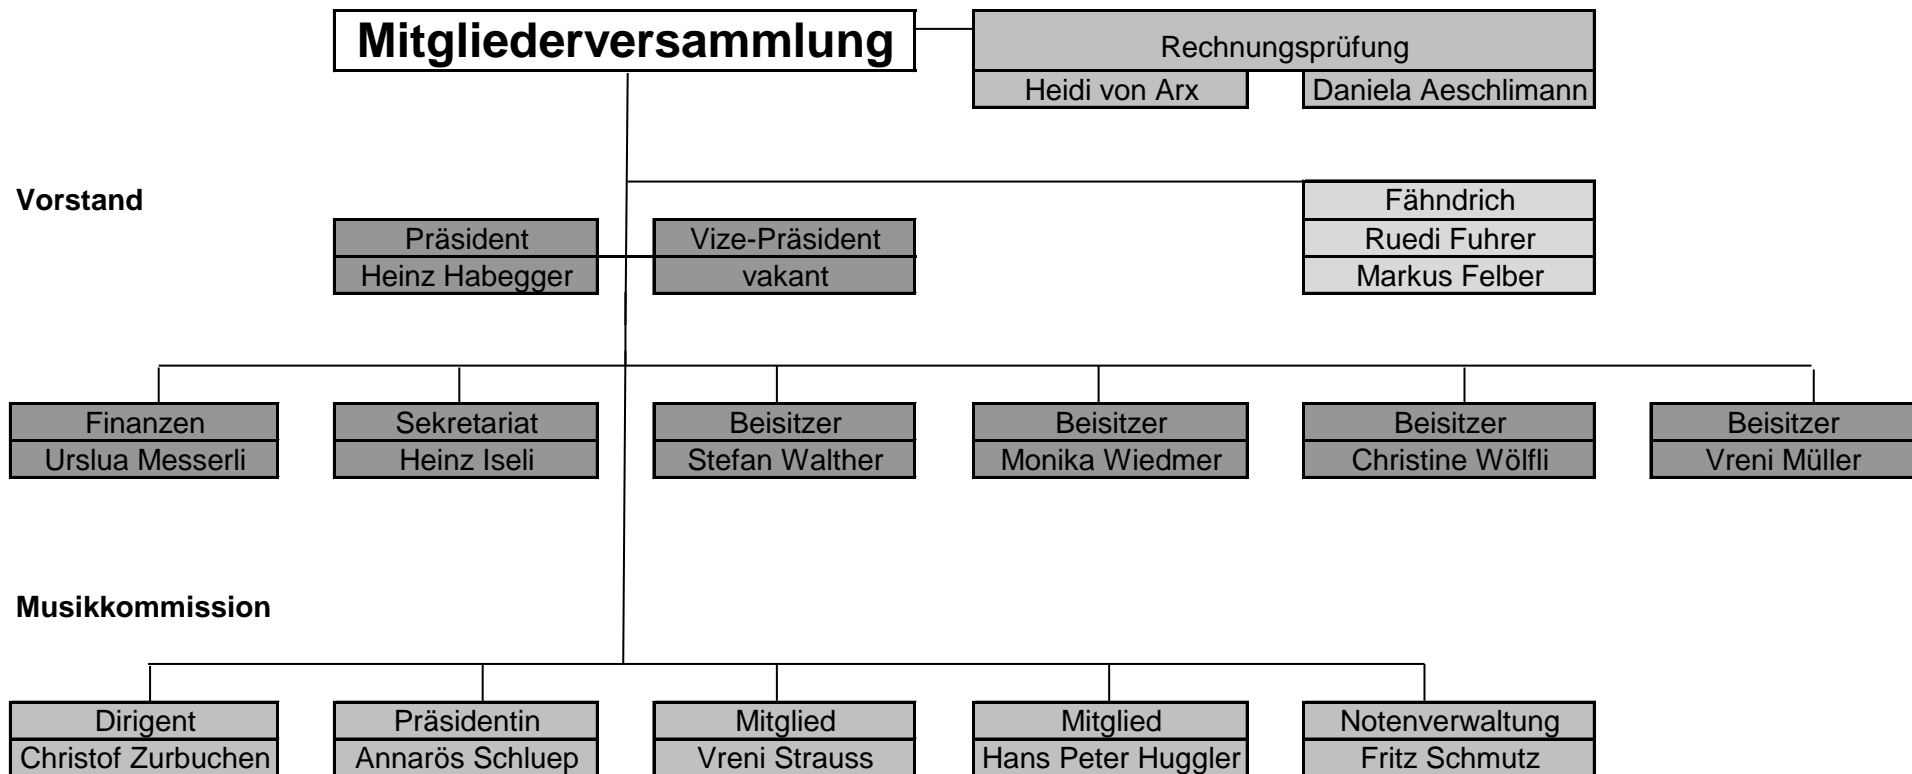 Mitgliederversammlung
Rechnungsprüfung
Heidi von Arx
Daniela Aeschlimann
Vorstand
Fähndrich
Ruedi Fuhrer
Markus Felber
Präsident
Heinz Habegger
Vize-Präsident
vakant
Finanzen
Urslua Messerli
Sekretariat
Heinz Iseli
Beisitzer
Stefan Walther
Beisitzer
Monika Wiedmer
Beisitzer
Christine Wölfli
Beisitzer
Vreni Müller
Musikkommission
Dirigent
Christof Zurbuchen
Präsidentin
Annarös Schluep
Mitglied
Vreni Strauss
Mitglied
Hans Peter Huggler
Notenverwaltung
Fritz Schmutz